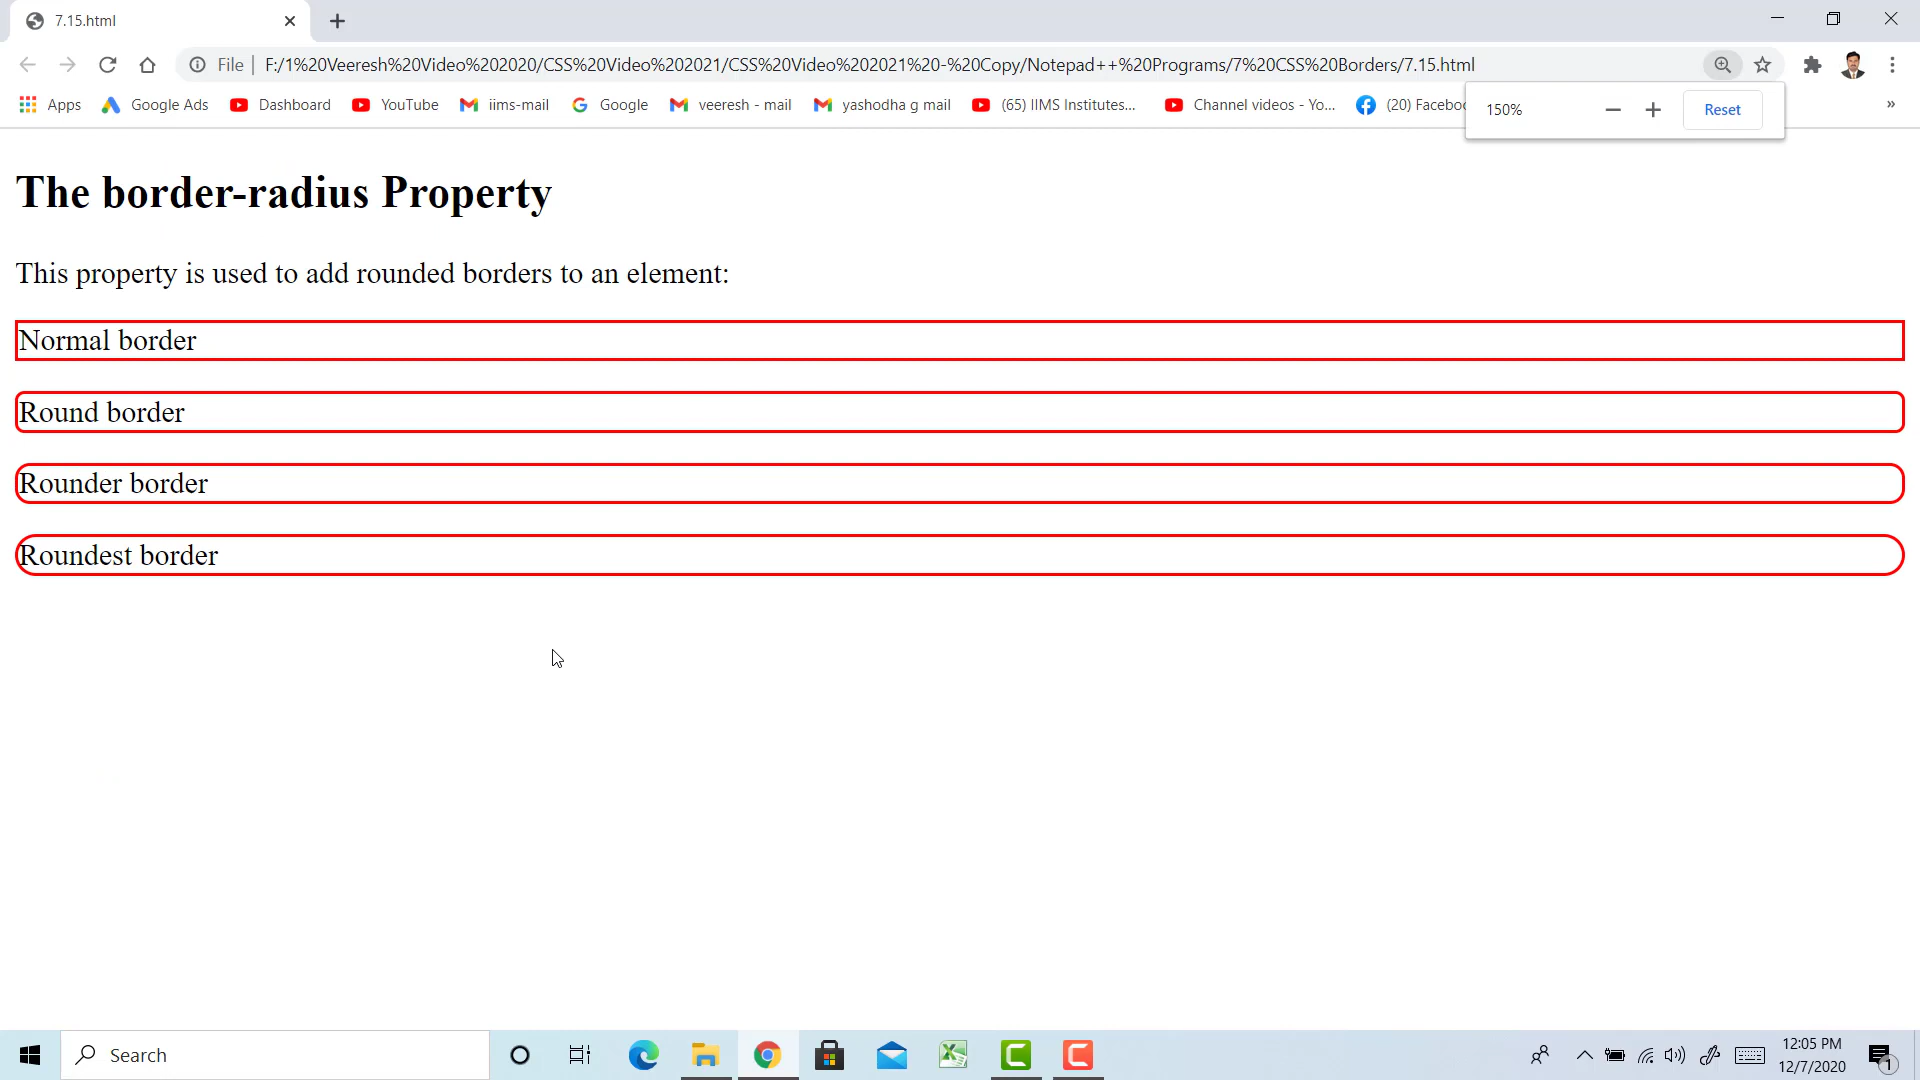 7.15.html
File | F:/1%20Veeresh%20Video%202020/CSS%20Video%202021/CSS%20Video%202021%20-%20Copy/Notepad++%20Programs/7%20CSS%20Borders/7.15.html
Apps Google Ads Dashboard YouTube iims-mail Google veeresh - mail yashodha g mail (65) IIMS Institutes... Channel videos - Yo... (20) Faceboo »
150% Reset
The border-radius Property
This property is used to add rounded borders to an element:
Normal border
Round border
Rounder border
Roundest border
Search
12:05 PM
12/7/2020
1